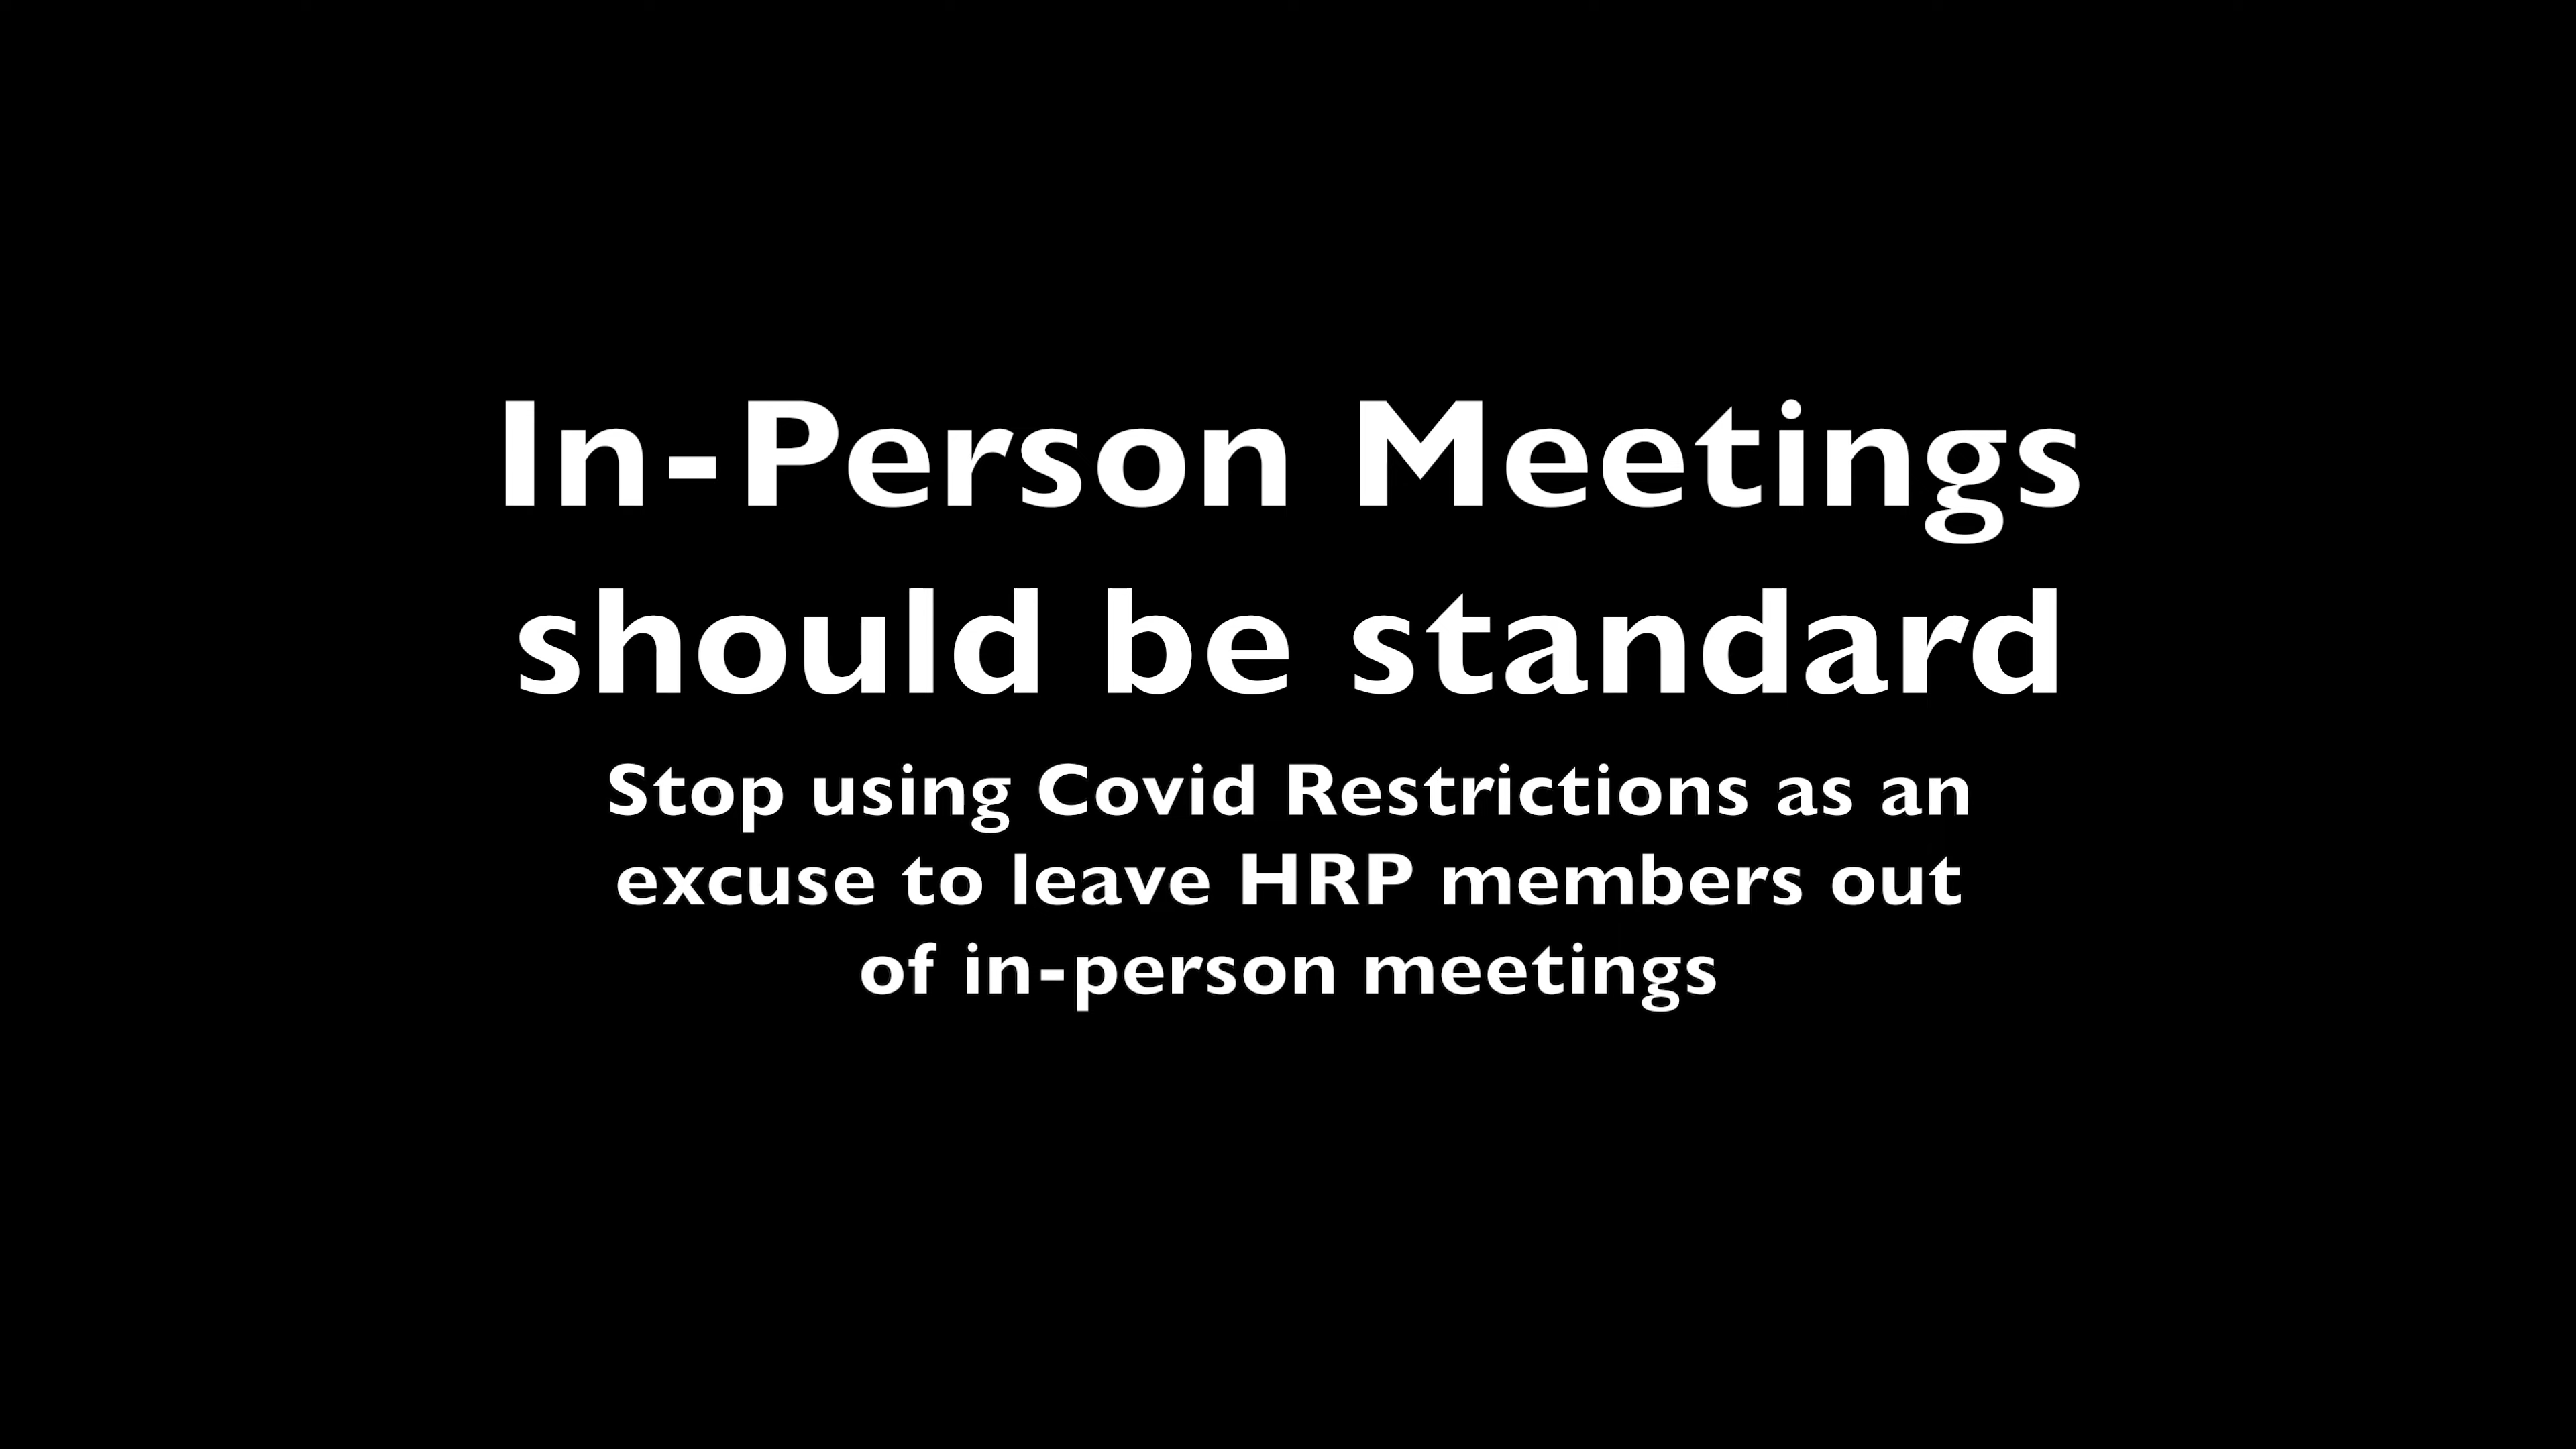 In-Person Meetings
should be standard
Stop using Covid Restrictions as an
excuse to leave HRP members out
of in-person meetings